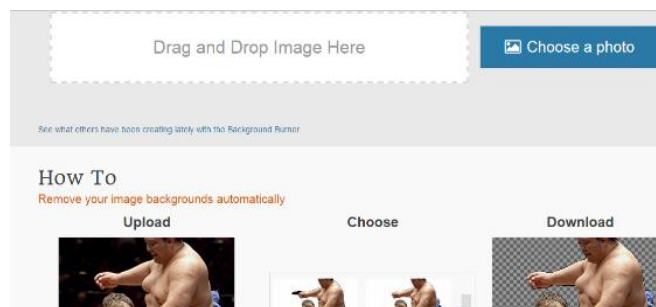 Drag and Drop Image Here
Choose a photo
See what others have been creating lately with the Background Burner
How To
Remove your image backgrounds automatically
Upload
Choose
Download